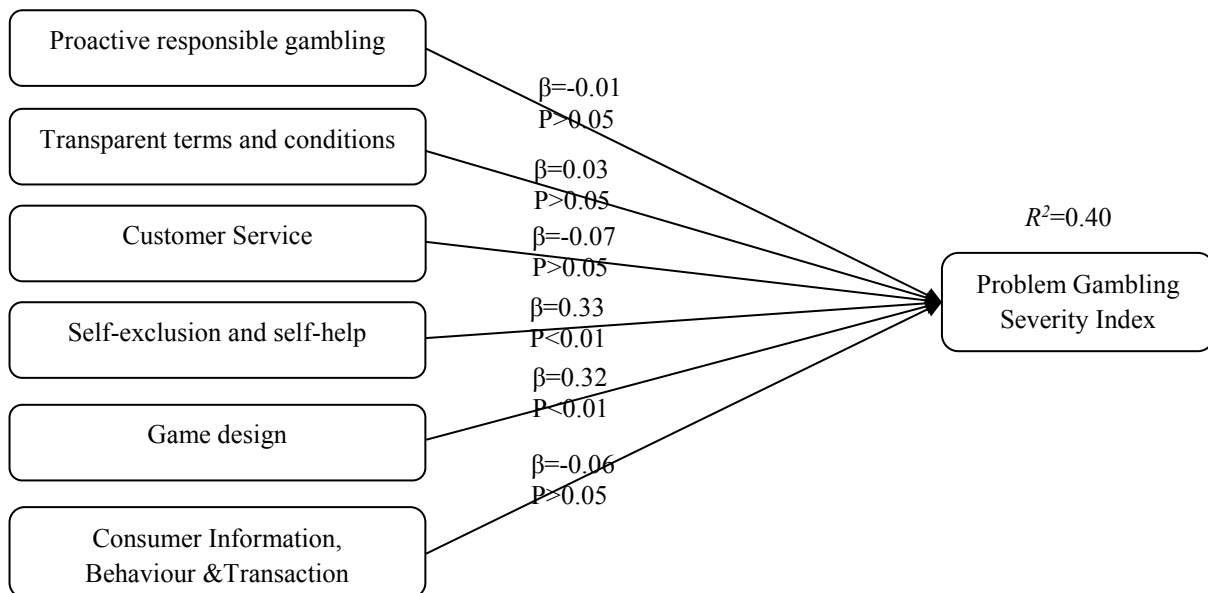 Proactive responsible gambling
β=-0.01
P>0.05
Transparent terms and conditions
β=0.03
P>0.05
Customer Service
β=-0.07
P>0.05
Self-exclusion and self-help
β=0.33
P<0.01
Game design
β=0.32
P<0.01
Consumer Information,
Behaviour &Transaction
β=-0.06
P>0.05
R²=0.40
Problem Gambling
Severity Index